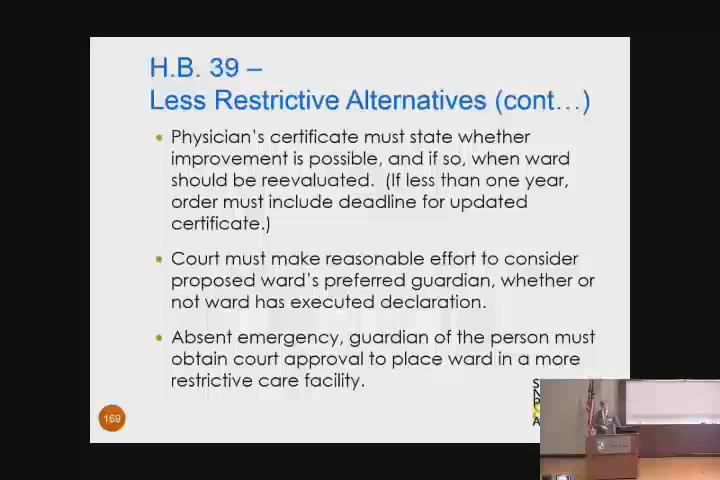 H.B. 39 –
Less Restrictive Alternatives (cont…)
Physician's certificate must state whether
improvement is possible, and if so, when ward
should be reevaluated. (If less than one year,
order must include deadline for updated
certificate.)
Court must make reasonable effort to consider
proposed ward's preferred guardian, whether or
not ward has executed declaration.
Absent emergency, guardian of the person must
obtain court approval to place ward in a more
restrictive care facility.
169
S
N
P
A